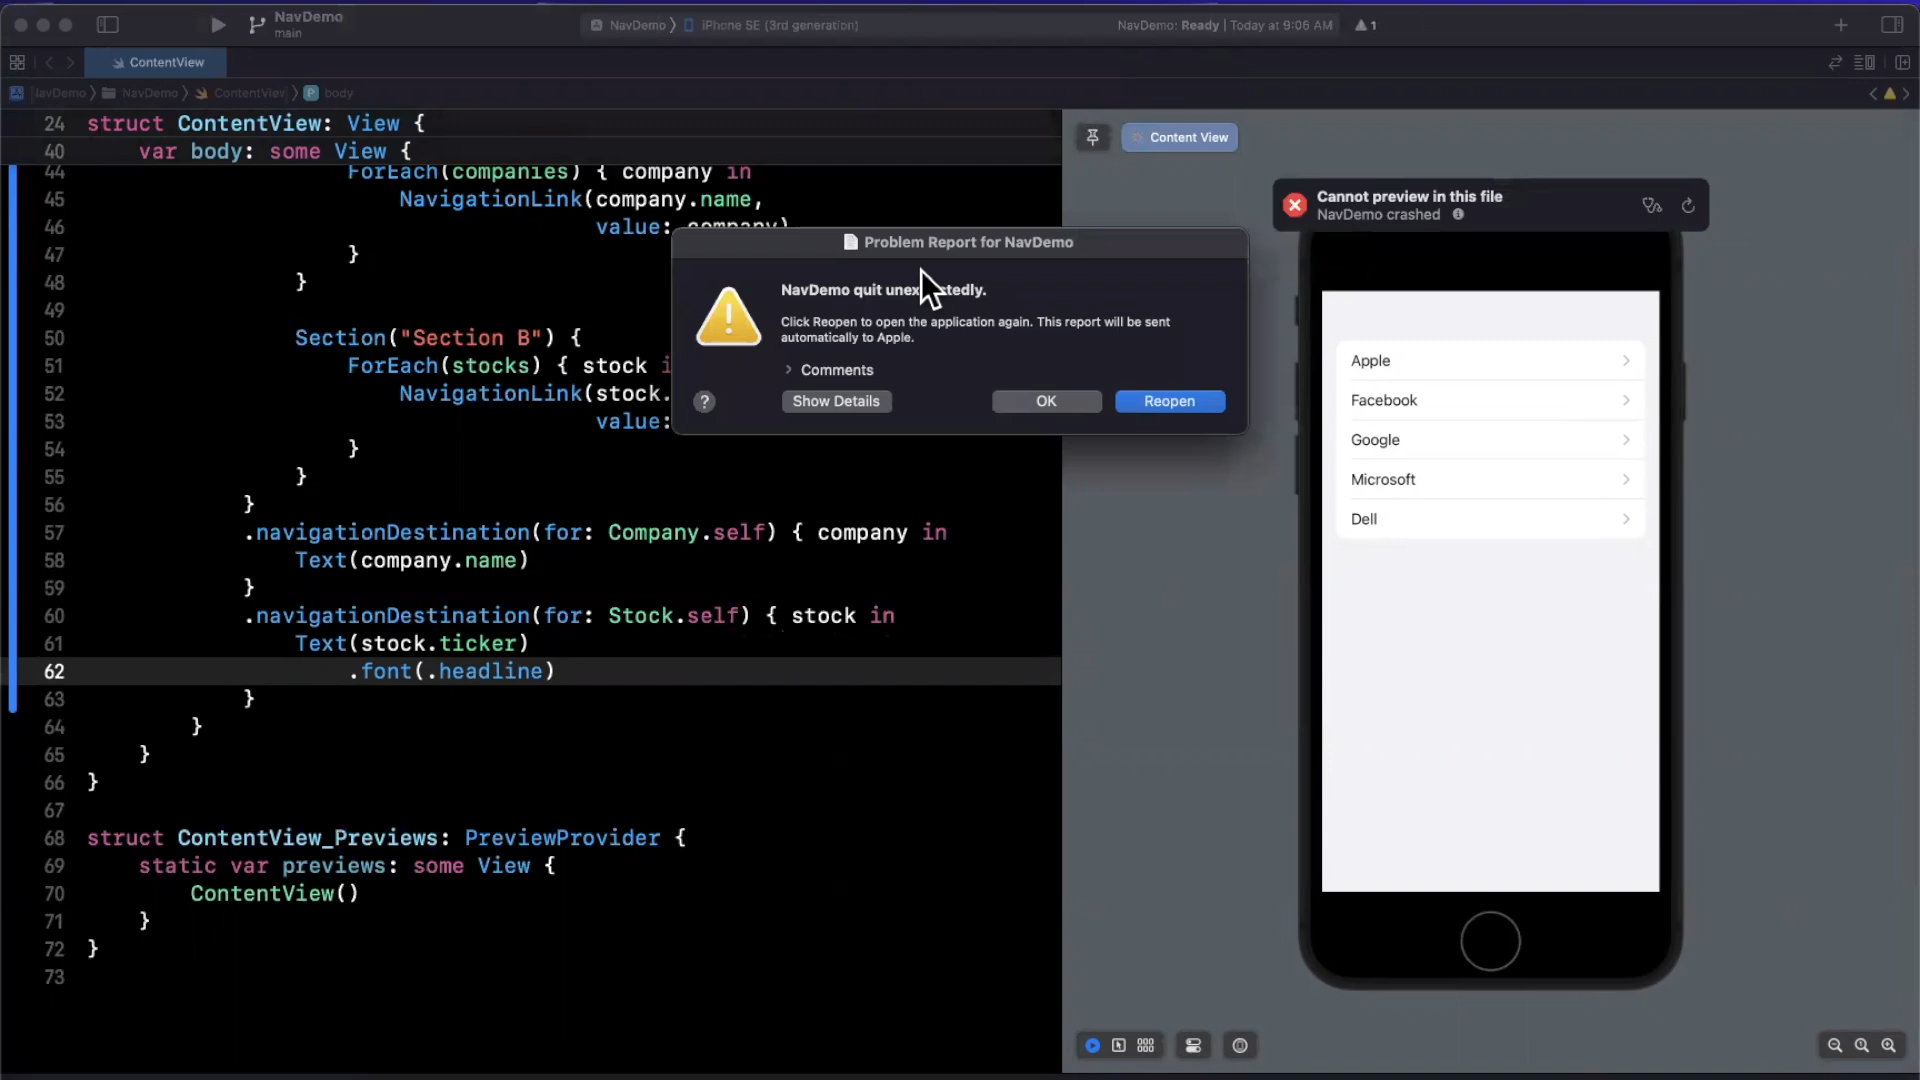 NavDemo
main
NavDemo 〉 iPhone SE (3rd generation)
NavDemo: Ready | Today at 9:06 AM
1
ContentView
NavDemo 〉 ContentView 〉 P body
24 struct ContentView: View {
40 var body: some View {
44 ForEach(companies) { company in
45 NavigationLink(company.name,
46 value: company)
47 }
48 }
49
50 Section("Section B") {
51 ForEach(stocks) { stock i
52 NavigationLink(stock.
53 value:
54 }
55 }
56 }
57 .navigationDestination(for: Company.self) { company in
58 Text(company.name)
59 }
60 .navigationDestination(for: Stock.self) { stock in
61 Text(stock.ticker)
62 .font(.headline)
63 }
64 }
65 }
66 }
67
68 struct ContentView_Previews: PreviewProvider {
69 static var previews: some View {
70 ContentView()
71 }
72 }
73
Problem Report for NavDemo
NavDemo quit unex tedly.
Click Reopen to open the application again. This report will be sent
automatically to Apple.
Comments
? Show Details OK Reopen
Content View
Cannot preview in this file
NavDemo crashed
Apple
Facebook
Google
Microsoft
Dell